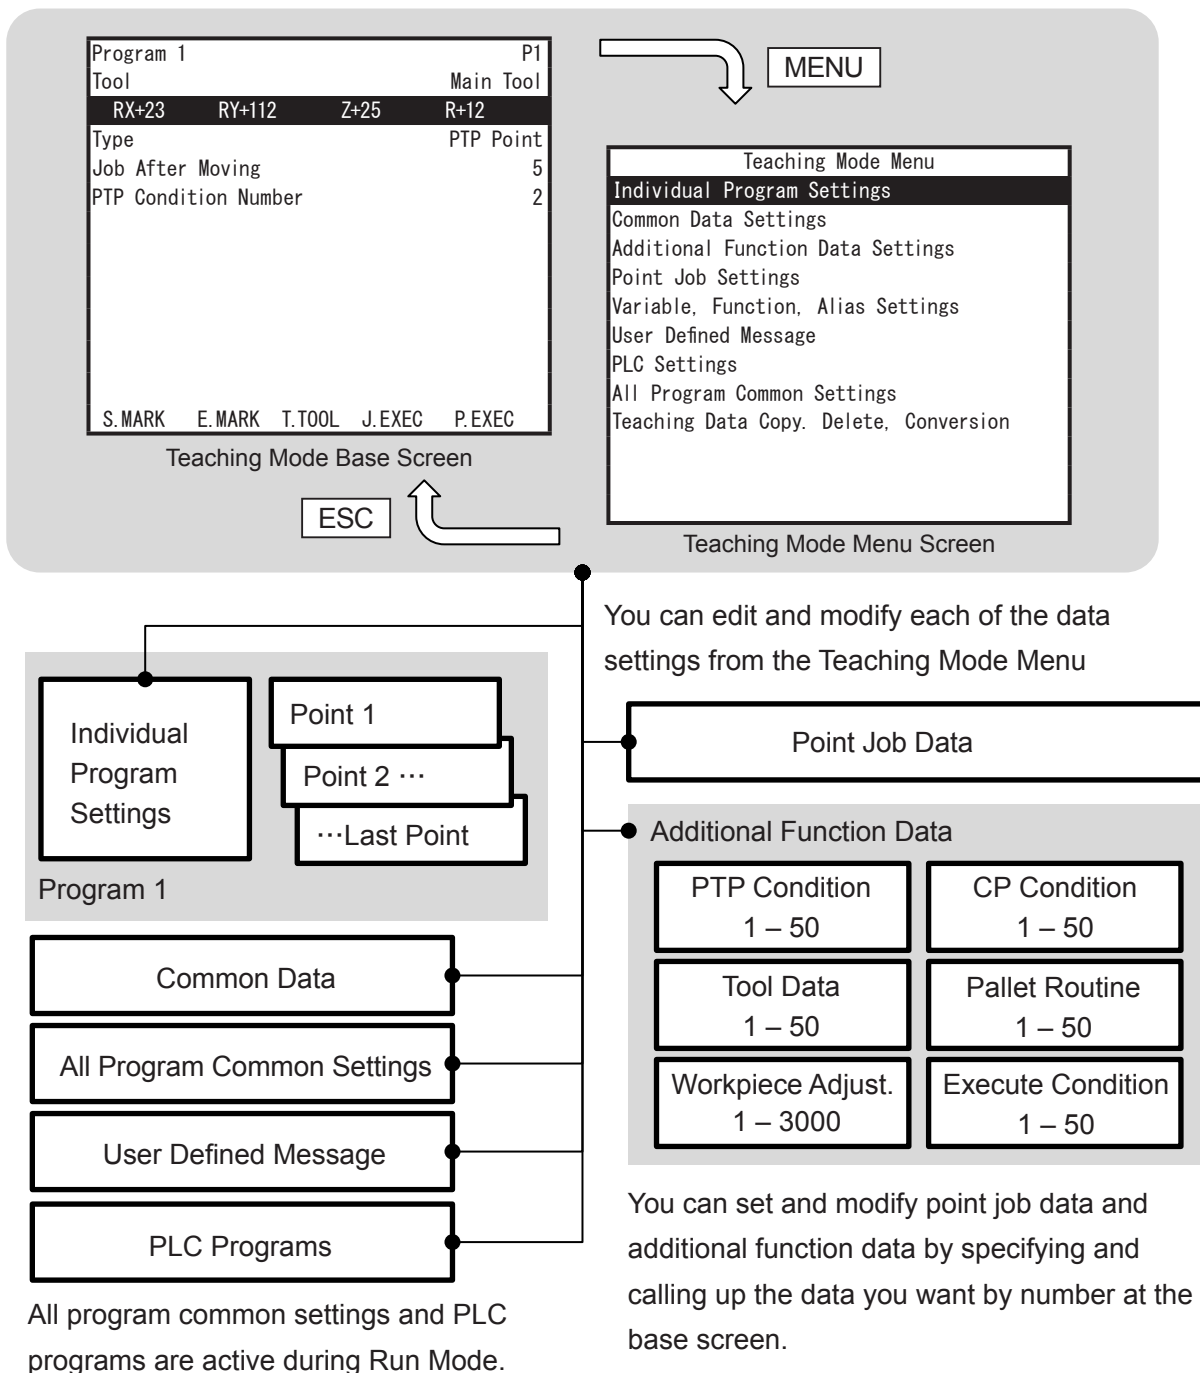 Program 1 P1
Tool Main Tool
RX+23 RY+112 Z+25 R+12
Type PTP Point
Job After Moving 5
PTP Condition Number 2
S.MARK E.MARK T.TOOL J.EXEC P.EXEC
Teaching Mode Base Screen
MENU
Teaching Mode Menu
Individual Program Settings
Common Data Settings
Additional Function Data Settings
Point Job Settings
Variable, Function, Alias Settings
User Defined Message
PLC Settings
All Program Common Settings
Teaching Data Copy. Delete, Conversion
Teaching Mode Menu Screen
ESC
You can edit and modify each of the data
settings from the Teaching Mode Menu
Individual
Program
Settings
Point 1
Point 2 ⋯
⋯Last Point
Program 1
Common Data
All Program Common Settings
User Defined Message
PLC Programs
All program common settings and PLC
programs are active during Run Mode.
Point Job Data
Additional Function Data
PTP Condition
1 – 50
CP Condition
1 – 50
Tool Data
1 – 50
Pallet Routine
1 – 50
Workpiece Adjust.
1 – 3000
Execute Condition
1 – 50
You can set and modify point job data and
additional function data by specifying and
calling up the data you want by number at the
base screen.